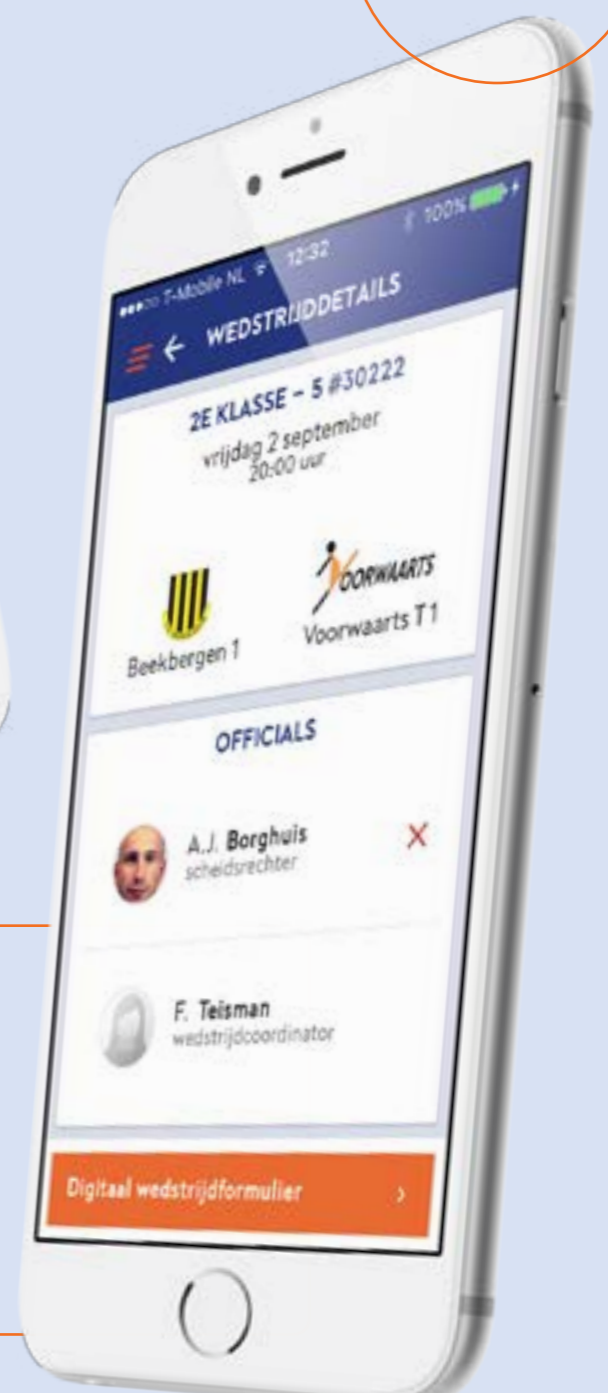 T-Mobile NL 12:32 100%
WEDSTRIJDDETAILS
2E KLASSE - 5 #30222
vrijdag 2 september
20:00 uur
VOORWAARTS
Beekbergen 1 Voorwaarts T1
OFFICIALS
A.J. Borghuis
scheidsrechter
F. Teisman
wedstrijdcoordinator
Digitaal wedstrijdformulier